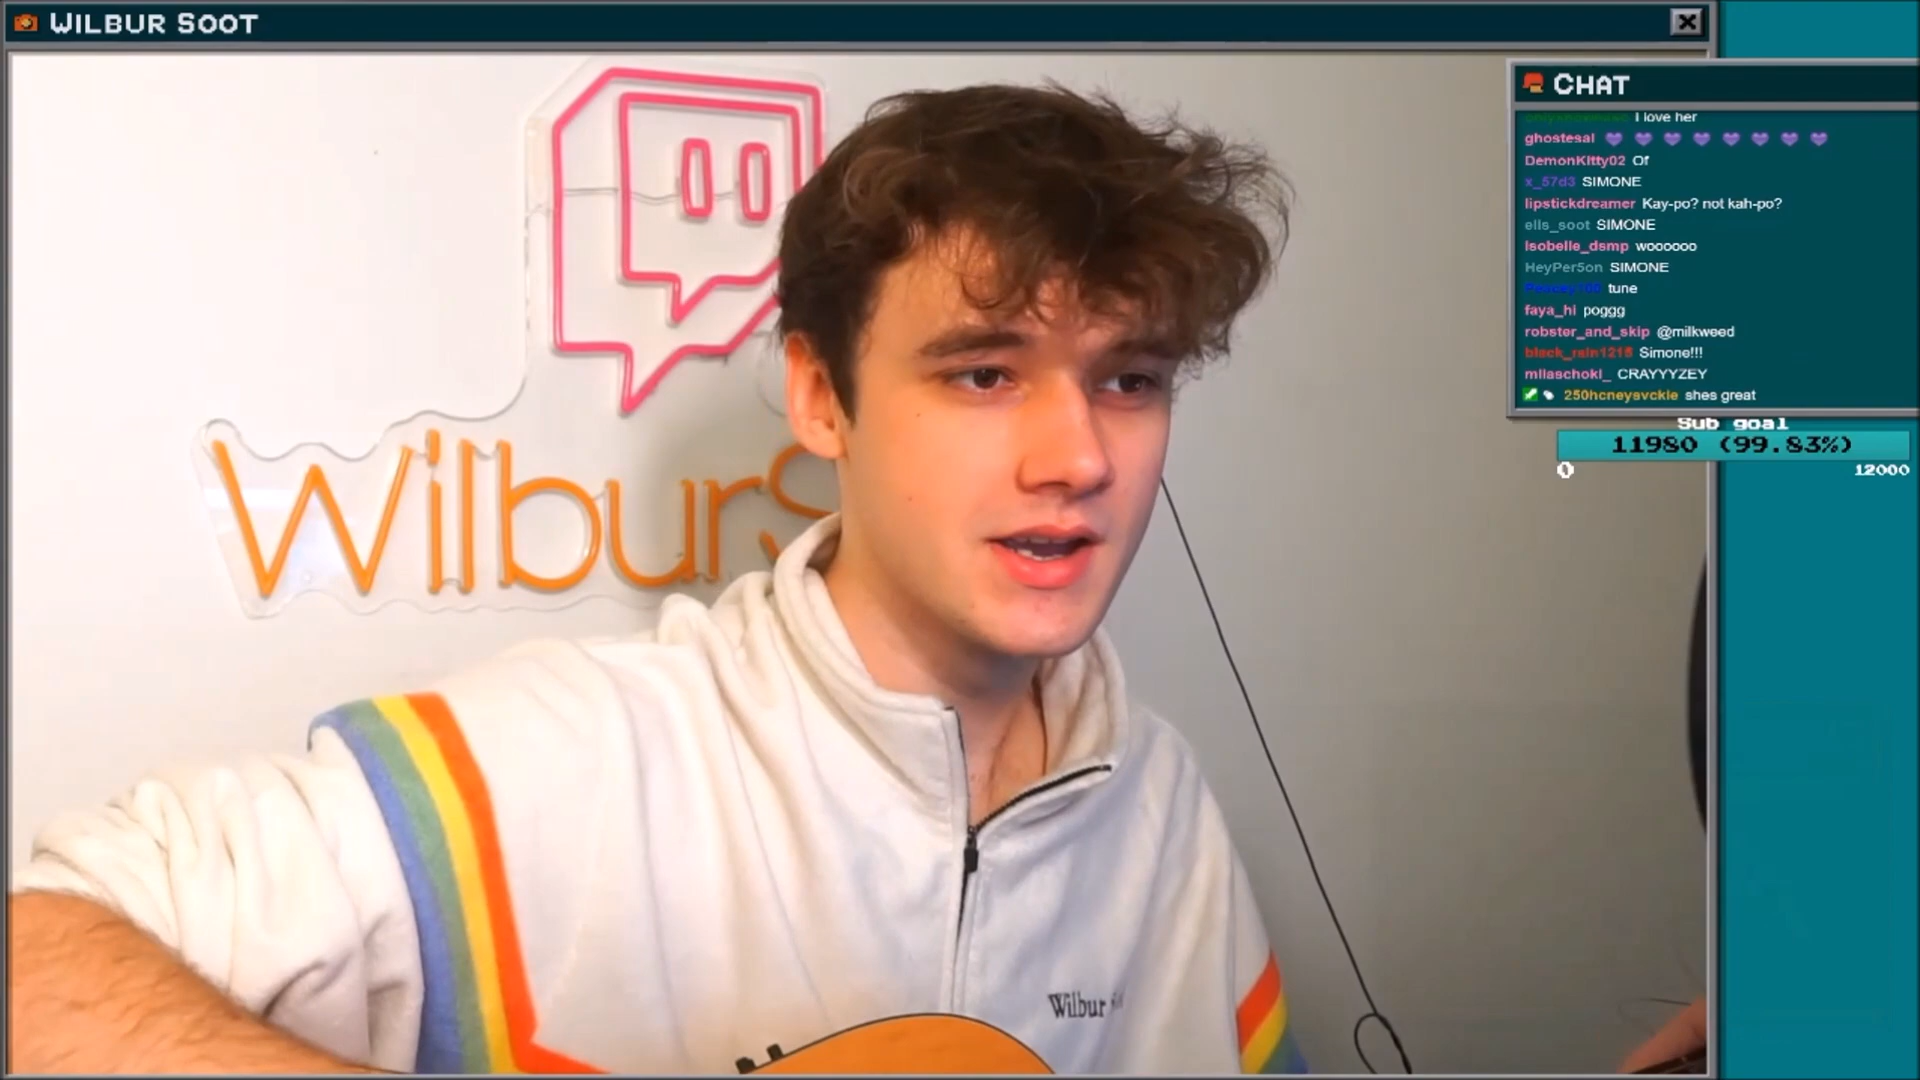 WILBUR SOOT
CHAT
I love her
ghostesal
DemonKitty02 Of
x_57d3 SIMONE
lipstickdreamer Kay-po? not kah-po?
ells_soot SIMONE
Isobelle_dsmp woooooo
HeyPer5on SIMONE
tune
faya_hi poggg
robster_and_skip @milkweed
black_rain1215 Simone!!!
milaschoki_ CRAYYYZEY
250hcneysvckle shes great
Sub goal
11980 (99.83%)
0 12000
WilburS
Wilbur